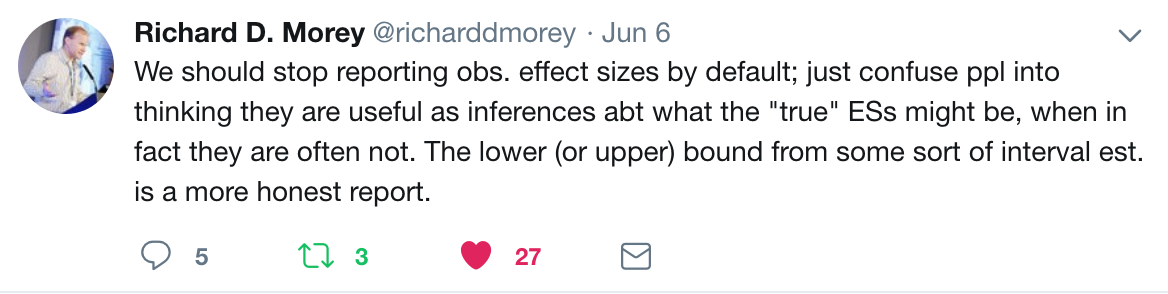 Richard D. Morey @richarddmorey · Jun 6
We should stop reporting obs. effect sizes by default; just confuse ppl into
thinking they are useful as inferences abt what the "true" ESs might be, when in
fact they are often not. The lower (or upper) bound from some sort of interval est.
is a more honest report.
5 3 27